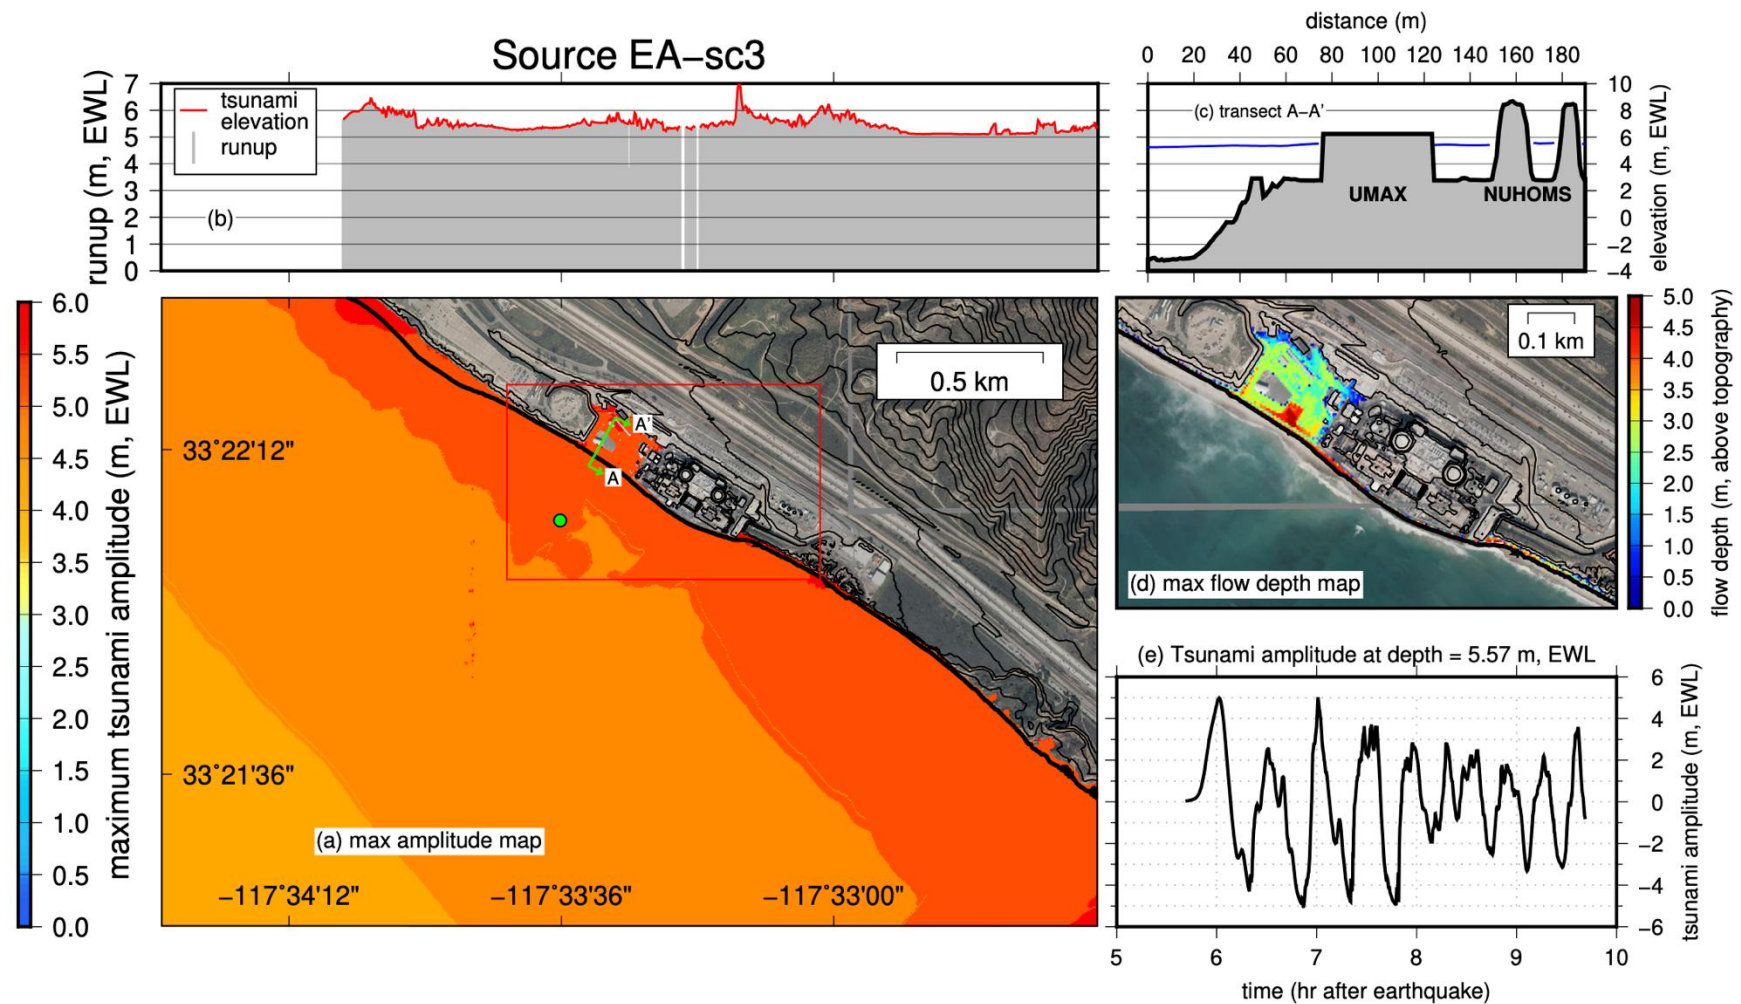 Source EA−sc3
runup (m, EWL)
7
6
5
4
3
2
1
0
tsunami
elevation
runup
(b)
distance (m)
0 20 40 60 80 100 120 140 160 180
(c) transect A−A'
UMAX
NUHOMS
10
8
6
4
2
0
−2
−4
elevation (m, EWL)
maximum tsunami amplitude (m, EWL)
6.0
5.5
5.0
4.5
4.0
3.5
3.0
2.5
2.0
1.5
1.0
0.5
0.0
33˚22'12"
33˚21'36"
0.5 km
A'
A
(a) max amplitude map
−117˚34'12" −117˚33'36" −117˚33'00"
0.1 km
(d) max flow depth map
5.0
4.5
4.0
3.5
3.0
2.5
2.0
1.5
1.0
0.5
0.0
flow depth (m, above topography)
(e) Tsunami amplitude at depth = 5.57 m, EWL
6
4
2
0
−2
−4
−6
tsunami amplitude (m, EWL)
5 6 7 8 9 10
time (hr after earthquake)